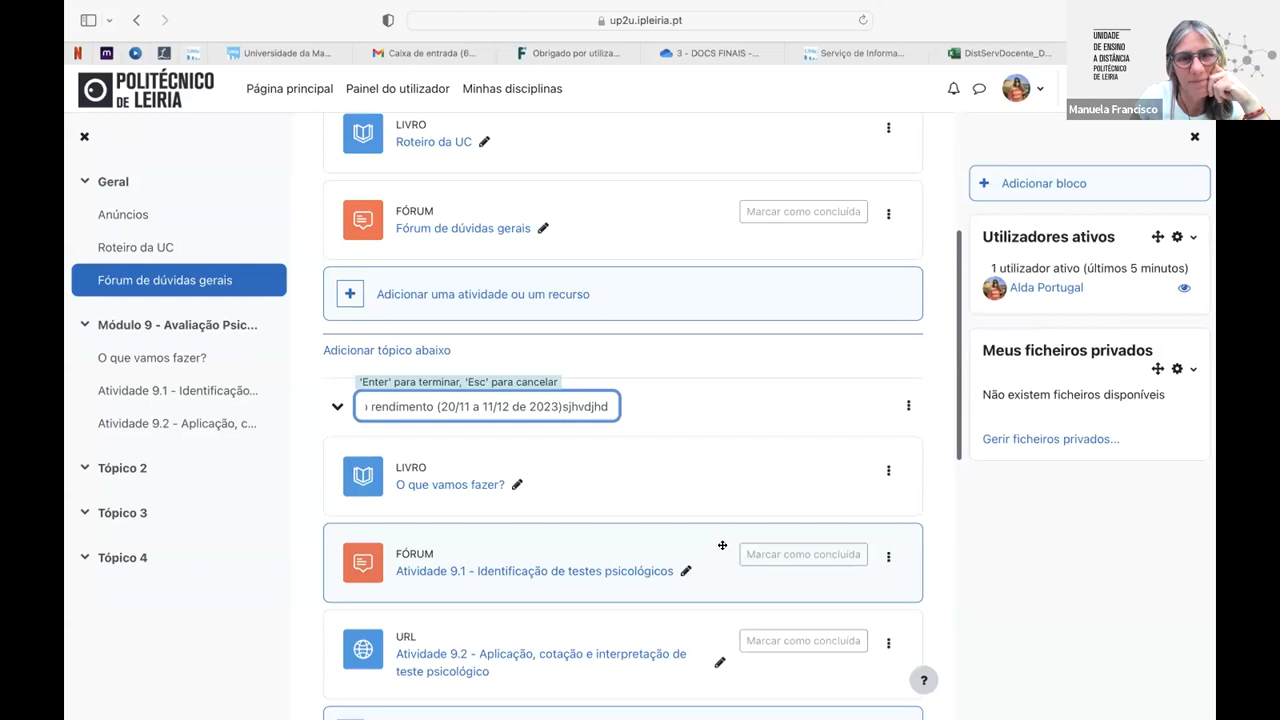 up2u.ipleiria.pt
Universidade da Ma...
Caixa de entrada (6...
Obrigado por utiliza...
3 - DOCS FINAIS -...
Serviço de Informa...
DistServDocente_D...
UNIDADE
DE ENSINO
A DISTÂNCIA
POLITÉCNICO
DE LEIRIA
Manuela Francisco
POLITÉCNICO
DE LEIRIA
Página principal
Painel do utilizador
Minhas disciplinas
Geral
Anúncios
Roteiro da UC
Fórum de dúvidas gerais
Módulo 9 - Avaliação Psic...
O que vamos fazer?
Atividade 9.1 - Identificação...
Atividade 9.2 - Aplicação, c...
Tópico 2
Tópico 3
Tópico 4
LIVRO
Roteiro da UC
FÓRUM
Fórum de dúvidas gerais
Marcar como concluída
Adicionar uma atividade ou um recurso
Adicionar tópico abaixo
'Enter' para terminar, 'Esc' para cancelar
rendimento (20/11 a 11/12 de 2023)sjhvdjhd
LIVRO
O que vamos fazer?
FÓRUM
Atividade 9.1 - Identificação de testes psicológicos
Marcar como concluída
URL
Atividade 9.2 - Aplicação, cotação e interpretação de
teste psicológico
Marcar como concluída
?
Adicionar bloco
Utilizadores ativos
1 utilizador ativo (últimos 5 minutos)
Alda Portugal
Meus ficheiros privados
Não existem ficheiros disponíveis
Gerir ficheiros privados...